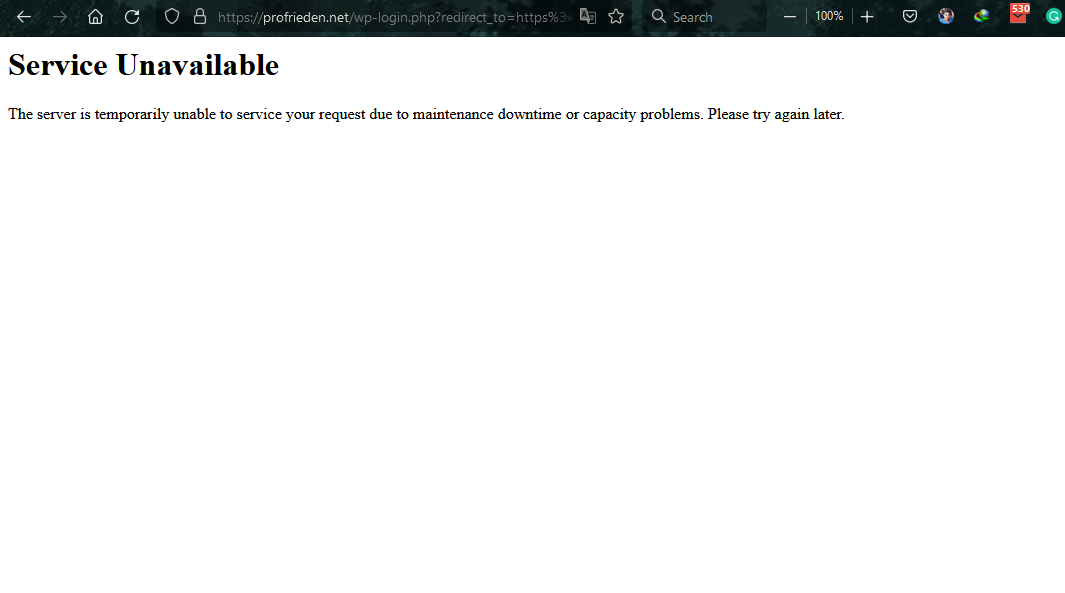 https://profrieden.net/wp-login.php?redirect_to=https%3 Search 100% 530 G
Service Unavailable
The server is temporarily unable to service your request due to maintenance downtime or capacity problems. Please try again later.